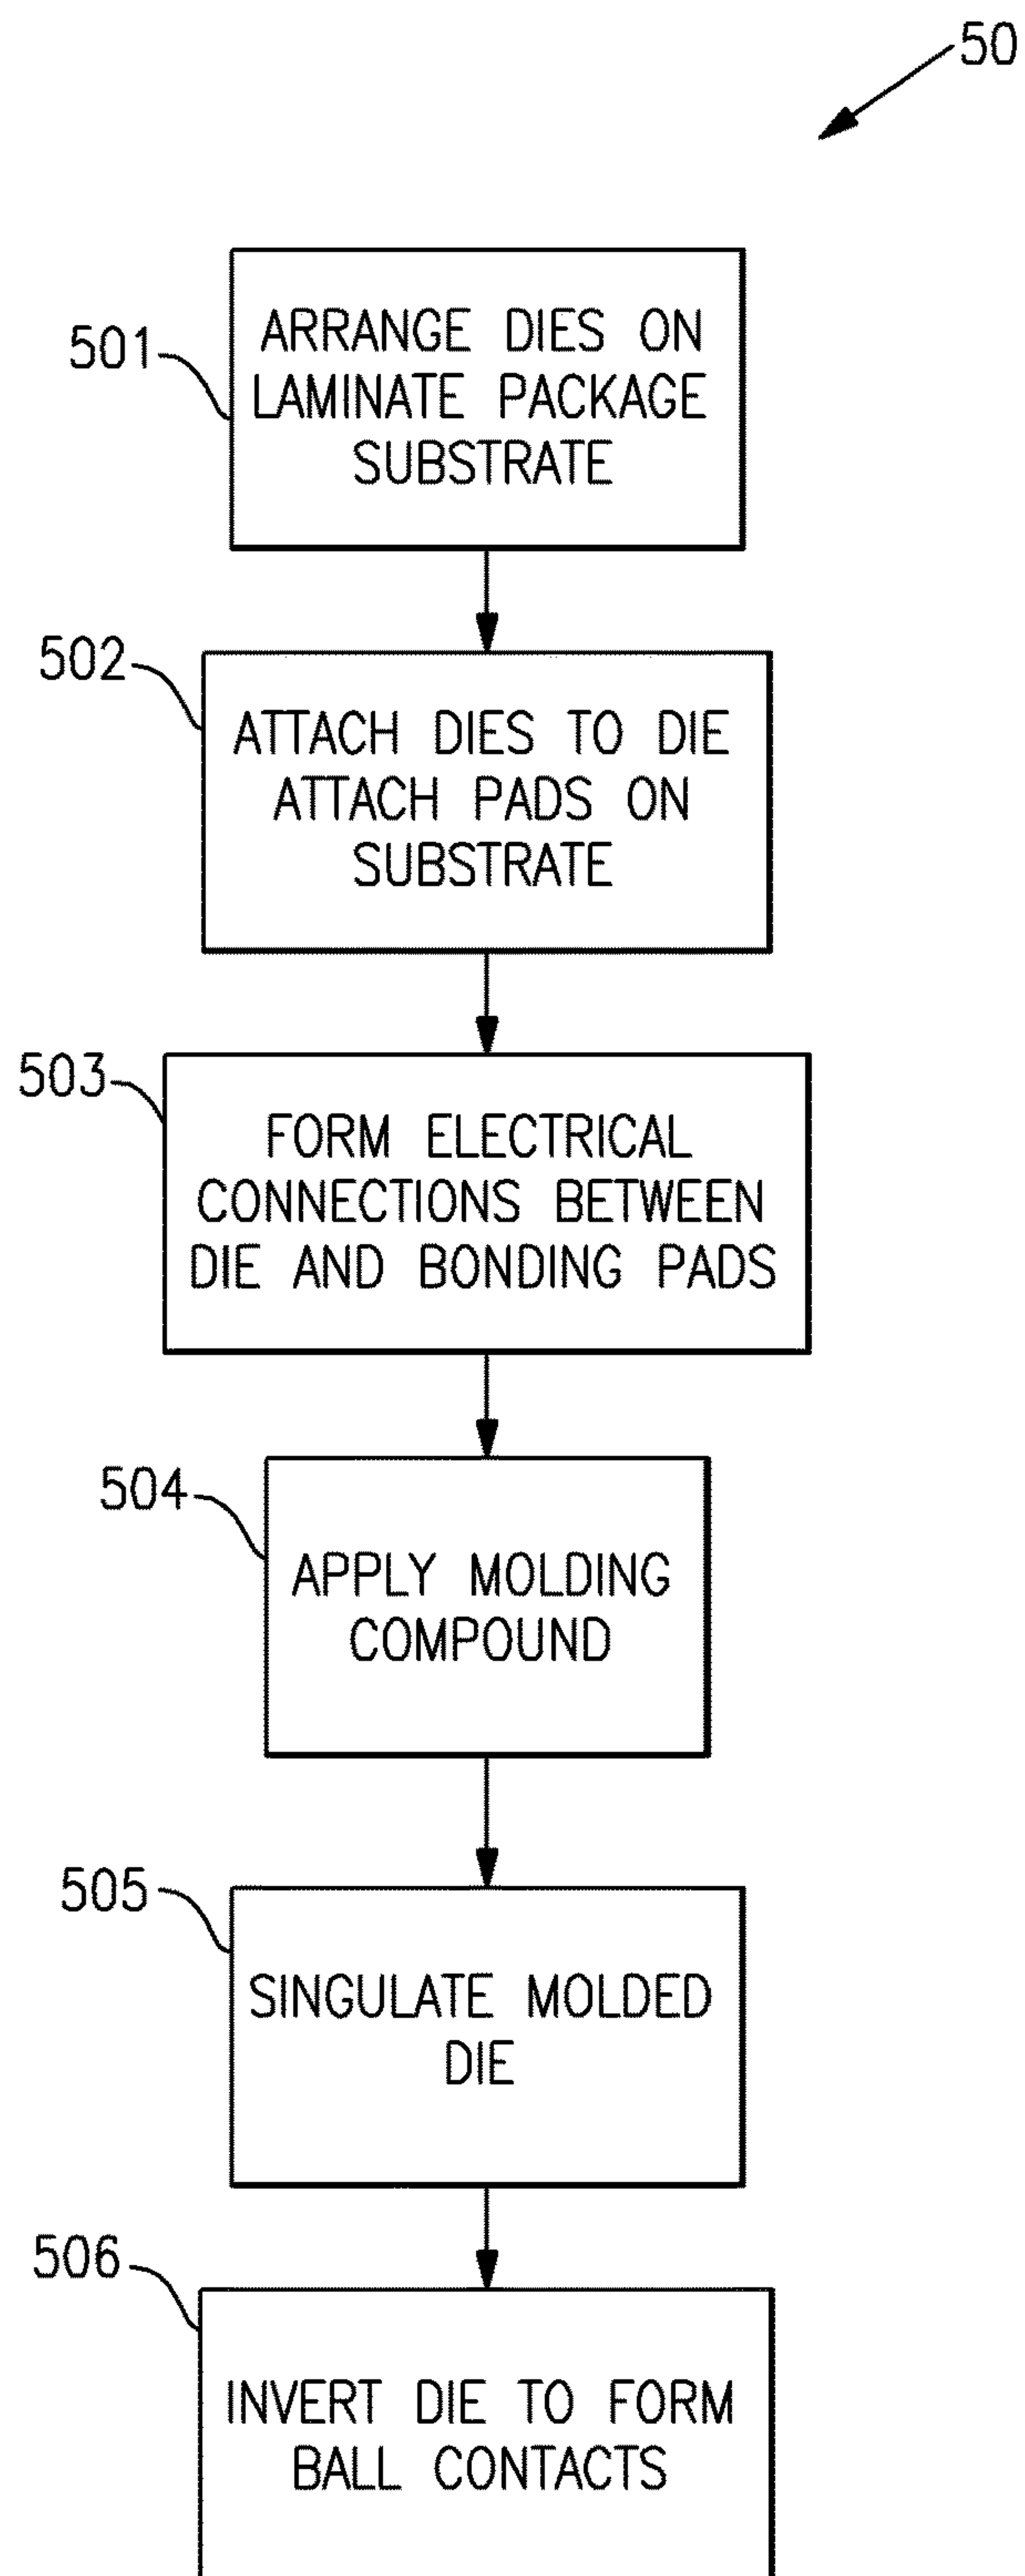 50
501
ARRANGE DIES ON
LAMINATE PACKAGE
SUBSTRATE
502
ATTACH DIES TO DIE
ATTACH PADS ON
SUBSTRATE
503
FORM ELECTRICAL
CONNECTIONS BETWEEN
DIE AND BONDING PADS
504
APPLY MOLDING
COMPOUND
505
SINGULATE MOLDED
DIE
506
INVERT DIE TO FORM
BALL CONTACTS